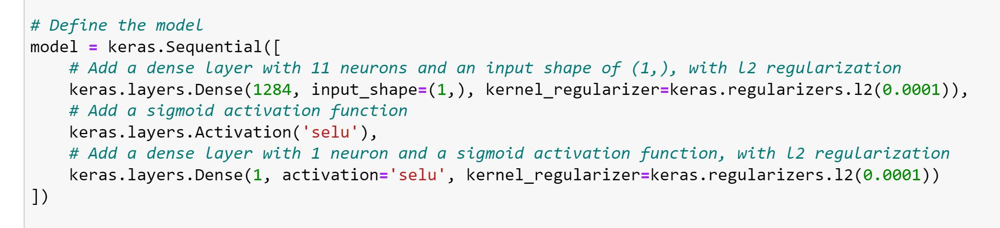 # Define the model
model = keras.Sequential([
    # Add a dense layer with 11 neurons and an input shape of (1,), with l2 regularization
    keras.layers.Dense(1284, input_shape=(1,), kernel_regularizer=keras.regularizers.l2(0.0001)),
    # Add a sigmoid activation function
    keras.layers.Activation('selu'),
    # Add a dense layer with 1 neuron and a sigmoid activation function, with l2 regularization
    keras.layers.Dense(1, activation='selu', kernel_regularizer=keras.regularizers.l2(0.0001))
])